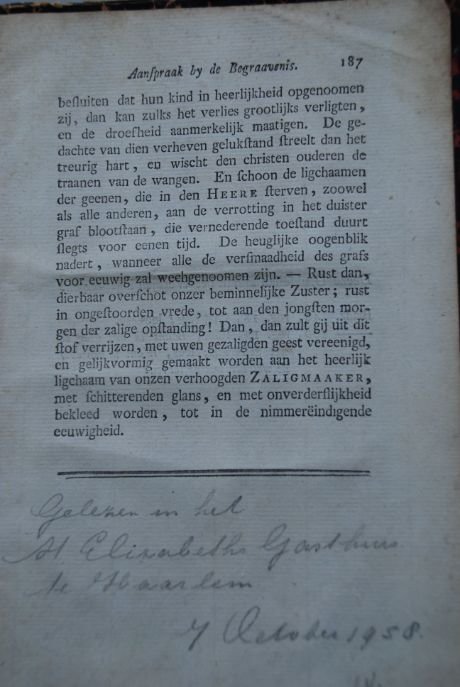 Aanſpraak by de Begraavenis. 187
beſluiten dat hun kind in heerlijkheid opgenoomen
zij, dan kan zulks het verlies grootlijks verligten,
en de droefheid aanmerkelijk maatigen. De ge-
dachte van dien verheven gelukſtand ſtreelt dan het
treurig hart, en wischt den christen ouderen de
traanen van de wangen. En ſchoon de ligchaamen
der geenen, die in den HEERE ſterven, zoowel
als alle anderen, aan de verrotting in het duister
graf blootſtaan, die vernederende toeſtand duurt
ſlegts voor eenen tijd. De heuglijke oogenblik
nadert, wanneer alle de verſmaadheid des grafs
voor eeuwig zal wechgenoomen zijn. — Rust dan,
dierbaar overſchot onzer beminnelijke Zuster; rust
in ongeſtoorden vrede, tot aan den jongſten mor-
gen der zalige opſtanding! Dan, dan zult gij uit dit
ſtof verrijzen, met uwen gezaligden geest vereenigd,
en gelijkvormig gemaakt worden aan het heerlijk
ligchaam van onzen verhoogden ZALIGMAAKER,
met ſchitterenden glans, en met onverderflijkheid
bekleed worden, tot in de nimmereïndigende
eeuwigheid.
Gelezen in het
St Elizabeths Gasthuis
te Haarlem
7 October 1958.